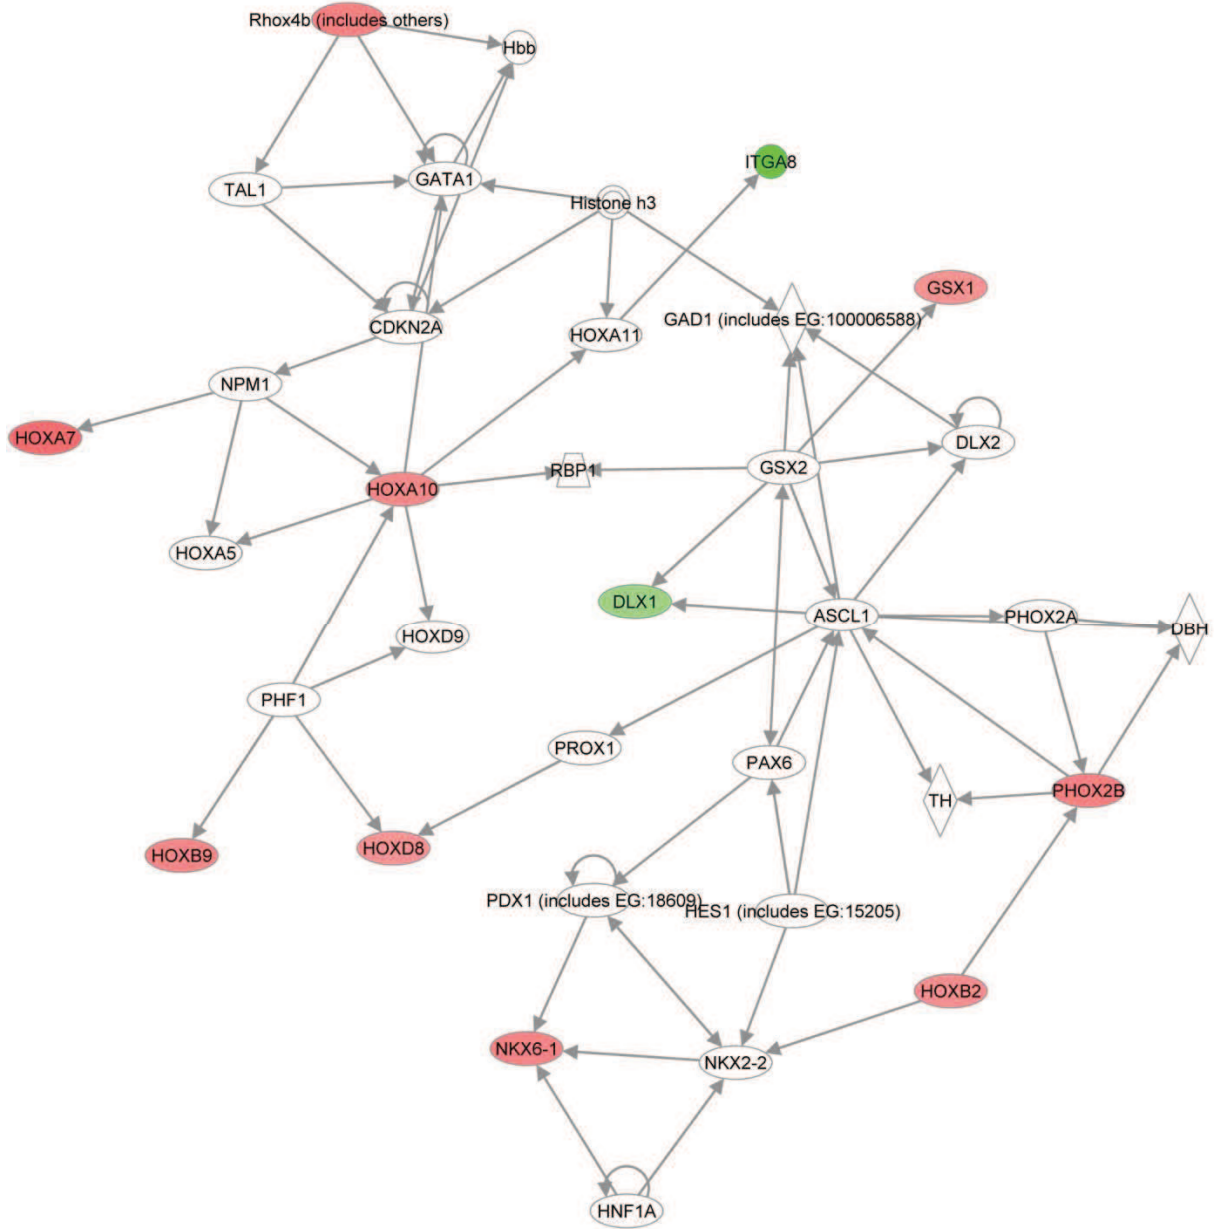 Rhox4b (includes others)
Hbb
ITGA8
TAL1
GATA1
Histone h3
GSX1
GAD1 (includes EG:100006588)
CDKN2A
HOXA11
NPM1
HOXA7
DLX2
RBP1
GSX2
HOXA10
HOXA5
DLX1
ASCL1
PHOX2A
DBH
HOXD9
PHF1
PROX1
PAX6
TH
PHOX2B
HOXB9
HOXD8
PDX1 (includes EG:18609)
HES1 (includes EG:15205)
HOXB2
NKX6-1
NKX2-2
HNF1A